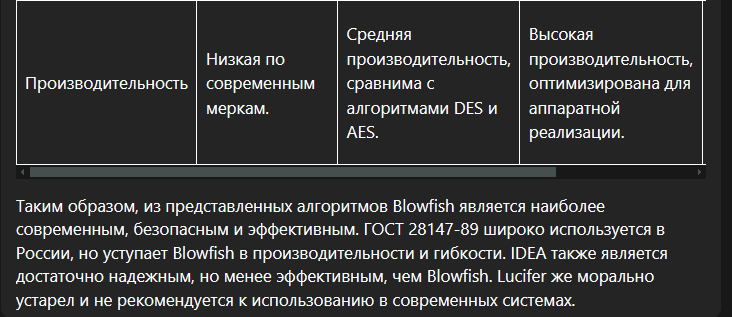 Производительность
Низкая по
современным
меркам.
Средняя
производительность,
сравнима с
алгоритмами DES и
AES.
Высокая
производительность,
оптимизирована для
аппаратной
реализации.
Таким образом, из представленных алгоритмов Blowfish является наиболее
современным, безопасным и эффективным. ГОСТ 28147-89 широко используется в
России, но уступает Blowfish в производительности и гибкости. IDEA также является
достаточно надежным, но менее эффективным, чем Blowfish. Lucifer же морально
устарел и не рекомендуется к использованию в современных системах.